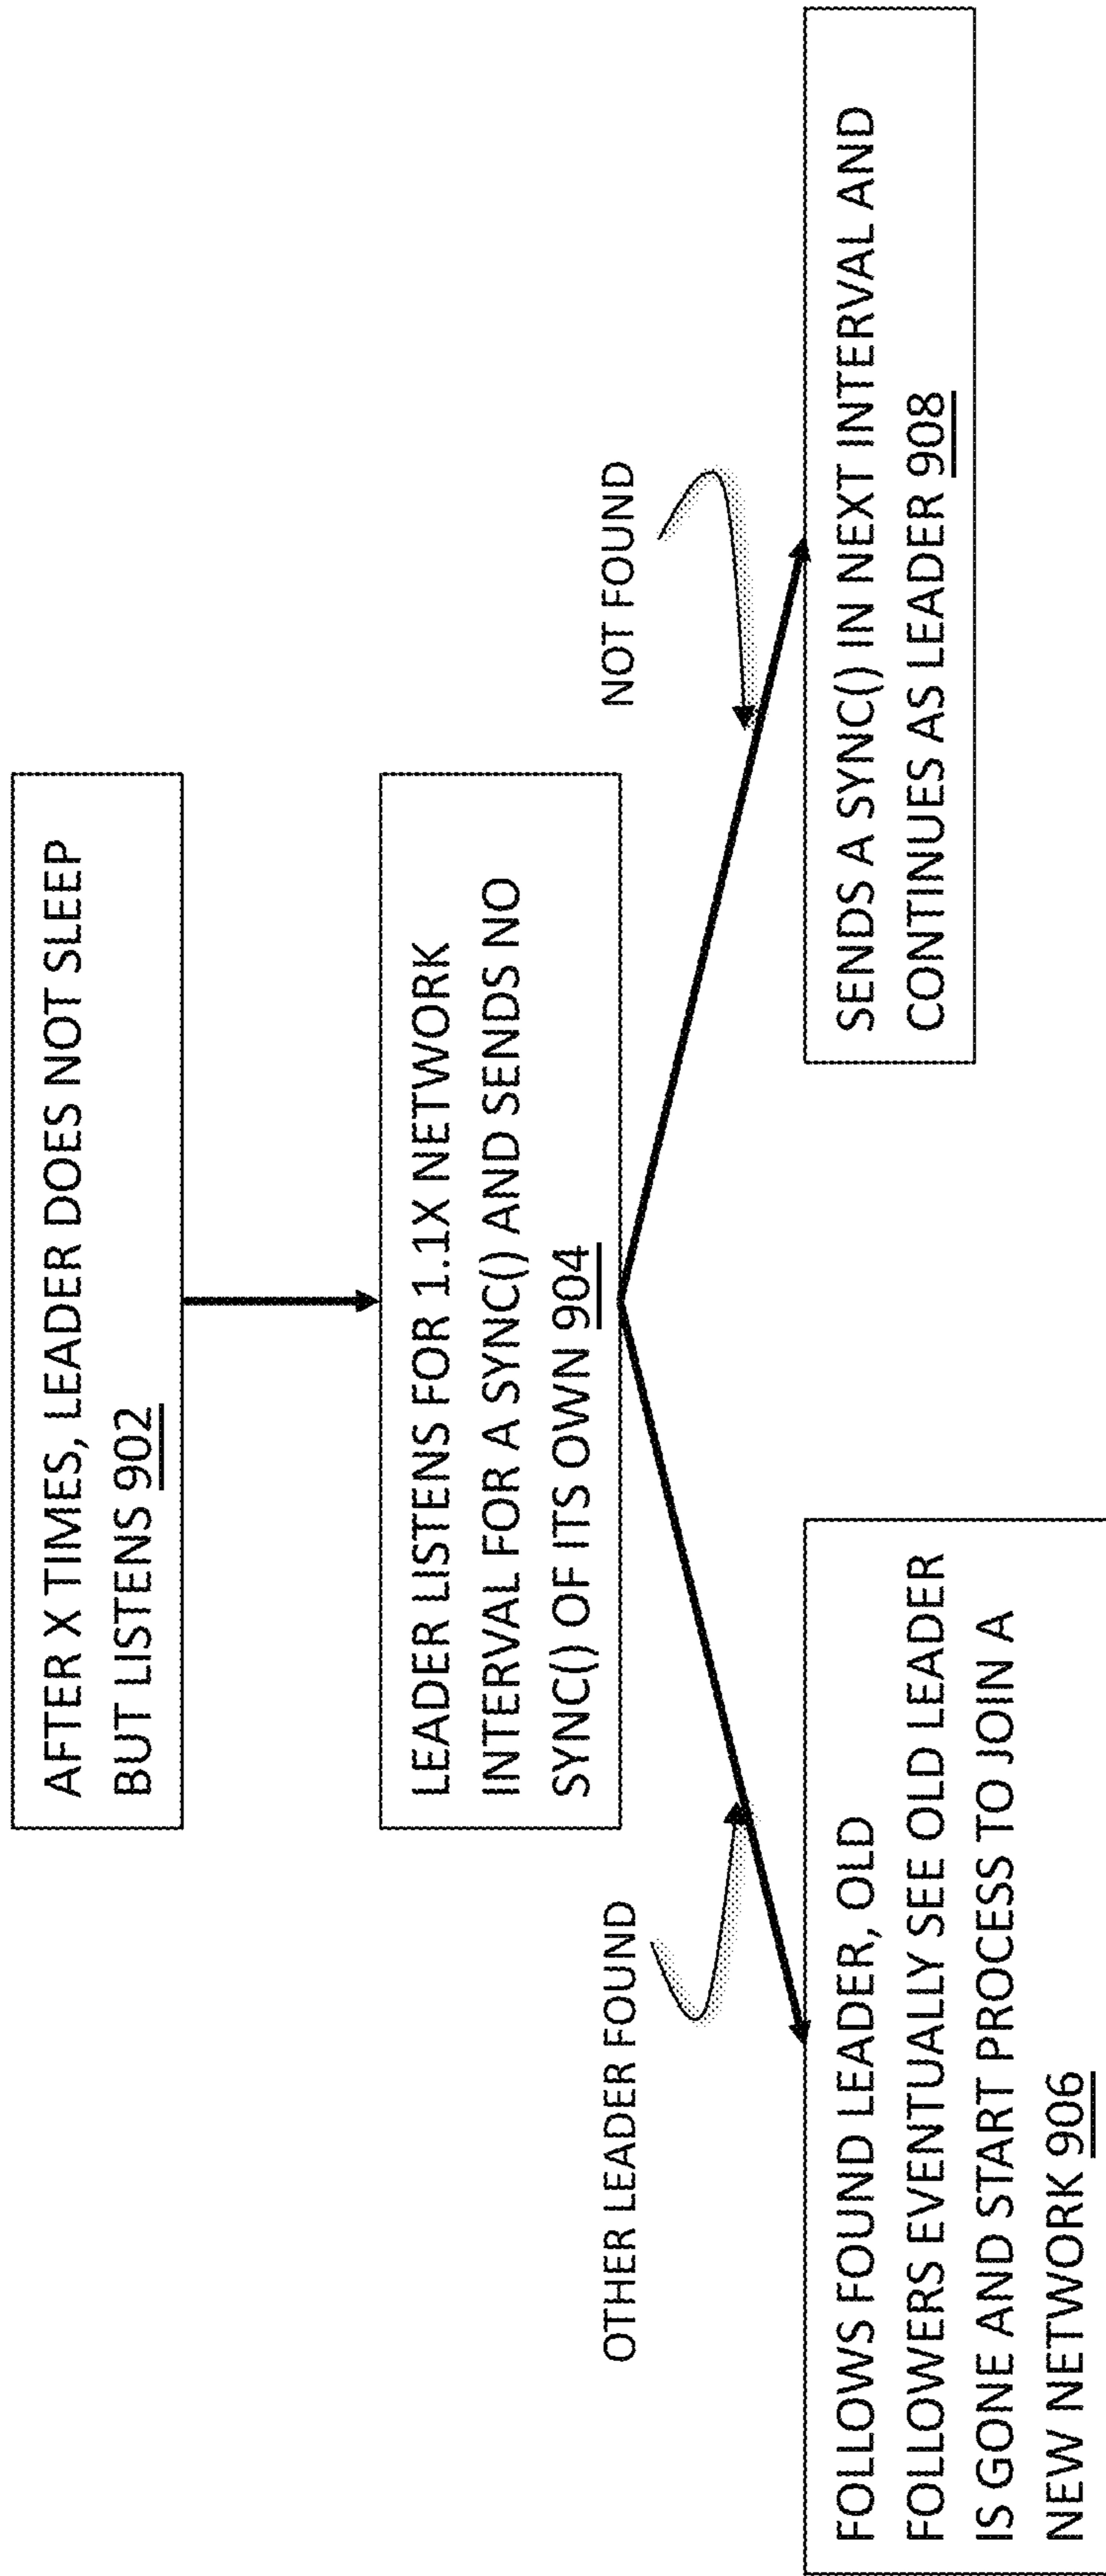 AFTER X TIMES, LEADER DOES NOT SLEEP
BUT LISTENS 902
LEADER LISTENS FOR 1.1X NETWORK
INTERVAL FOR A SYNC() AND SENDS NO
SYNC() OF ITS OWN 904
OTHER LEADER FOUND
NOT FOUND
FOLLOWS FOUND LEADER, OLD
FOLLOWERS EVENTUALLY SEE OLD LEADER
IS GONE AND START PROCESS TO JOIN A
NEW NETWORK 906
SENDS A SYNC() IN NEXT INTERVAL AND
CONTINUES AS LEADER 908